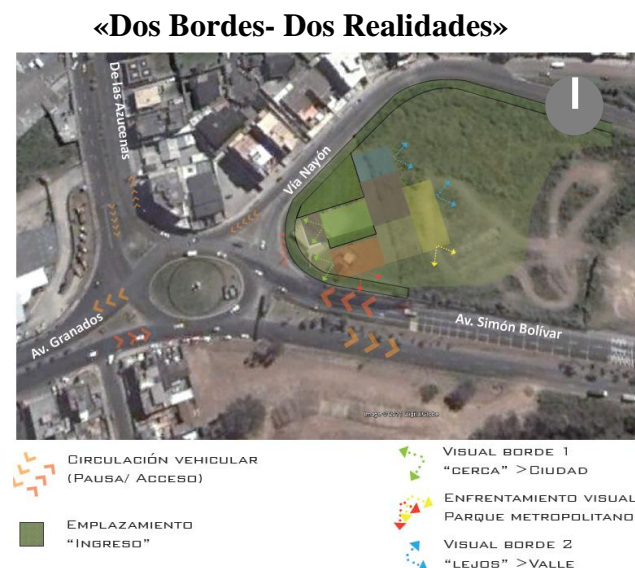 «Dos Bordes- Dos Realidades»
De las Azucenas
Vía Nayón
Av. Granados
Av. Simón Bolívar
CIRCULACIÓN VEHICULAR
(PAUSA/ ACCESO)
EMPLAZAMIENTO
"INGRESO"
VISUAL BORDE 1
"CERCA" >CIUDAD
ENFRENTAMIENTO VISUAL
PARQUE METROPOLITANO
VISUAL BORDE 2
"LEJOS" >VALLE